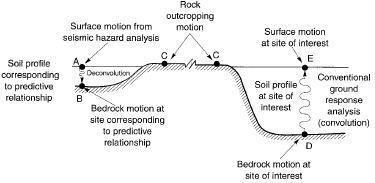 Rock
outcropping
motion
Surface motion from
seismic hazard analysis
Surface motion
at site of interest
Soil profile
corresponding
to predictive
relationship
A
Deconvolution
B
C
C
E
Soil profile
at site of
interest
Conventional
ground
response
analysis
(convolution)
D
Bedrock motion at
site corresponding
to predictive
relationship
Bedrock motion at
site of interest